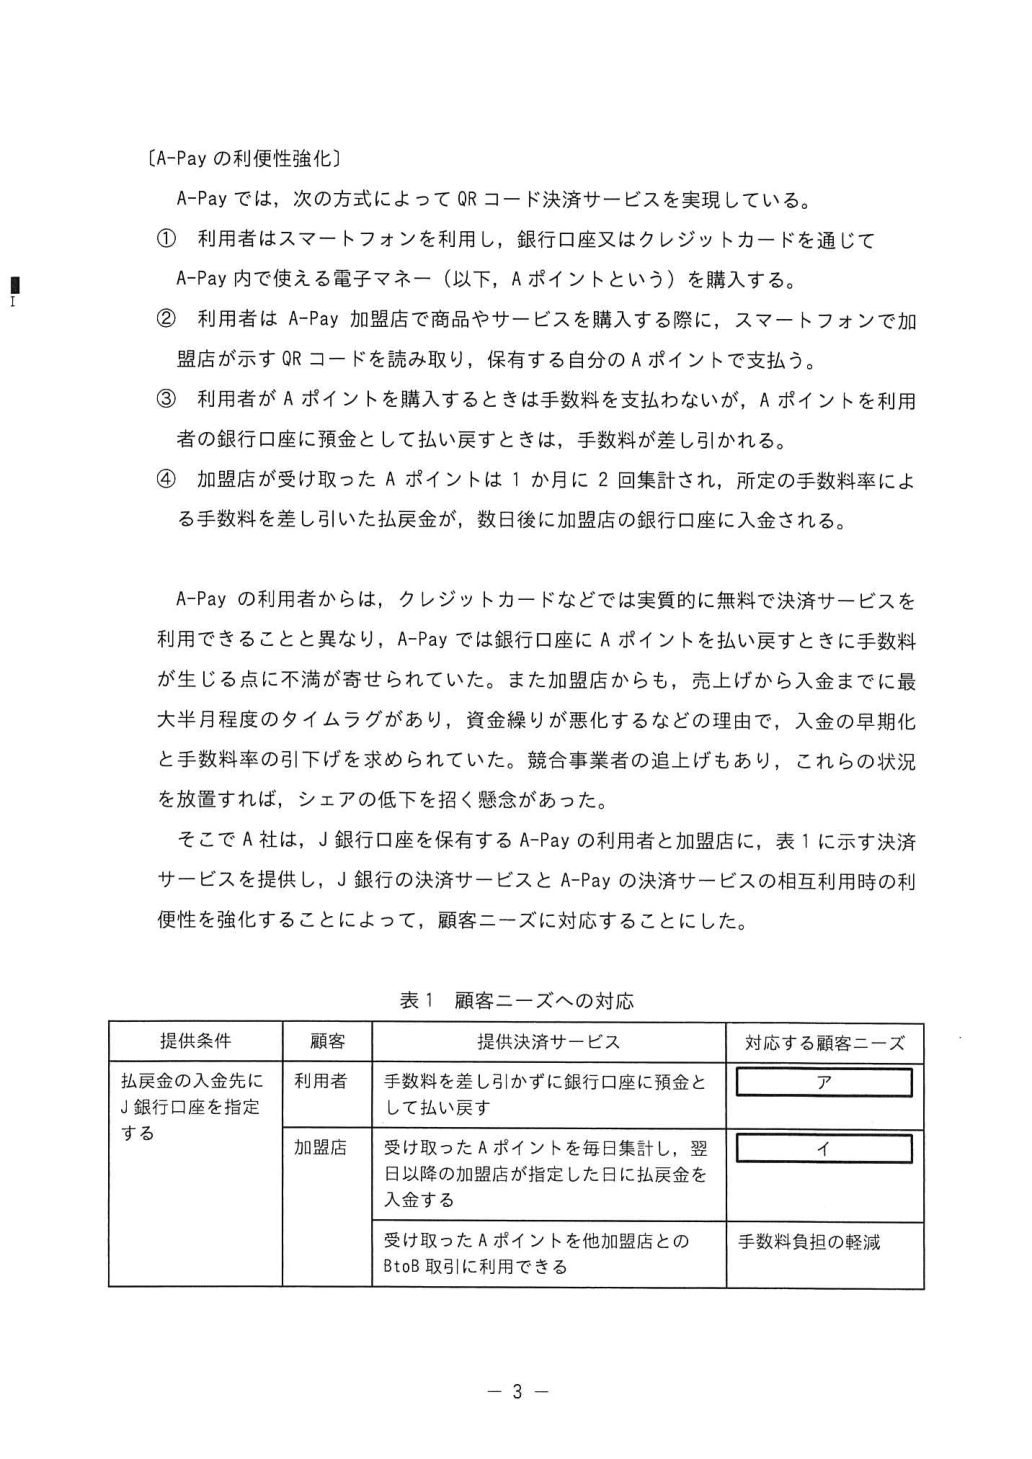 〔A-Pay の利便性強化〕
A-Pay では，次の方式によって QR コード決済サービスを実現している。
① 利用者はスマートフォンを利用し，銀行口座又はクレジットカードを通じて
A-Pay 内で使える電子マネー（以下，A ポイントという）を購入する。
② 利用者は A-Pay 加盟店で商品やサービスを購入する際に，スマートフォンで加
盟店が示す QR コードを読み取り，保有する自分の A ポイントで支払う。
③ 利用者が A ポイントを購入するときは手数料を支払わないが，A ポイントを利用
者の銀行口座に預金として払い戻すときは，手数料が差し引かれる。
④ 加盟店が受け取った A ポイントは 1 か月に 2 回集計され，所定の手数料率によ
る手数料を差し引いた払戻金が，数日後に加盟店の銀行口座に入金される。
A-Pay の利用者からは，クレジットカードなどでは実質的に無料で決済サービスを
利用できることと異なり，A-Pay では銀行口座に A ポイントを払い戻すときに手数料
が生じる点に不満が寄せられていた。また加盟店からも，売上げから入金までに最
大半月程度のタイムラグがあり，資金繰りが悪化するなどの理由で，入金の早期化
と手数料率の引下げを求められていた。競合事業者の追上げもあり，これらの状況
を放置すれば，シェアの低下を招く懸念があった。
そこで A 社は，J 銀行口座を保有する A-Pay の利用者と加盟店に，表 1 に示す決済
サービスを提供し，J 銀行の決済サービスと A-Pay の決済サービスの相互利用時の利
便性を強化することによって，顧客ニーズに対応することにした。
表 1 顧客ニーズへの対応
提供条件 顧客 提供決済サービス 対応する顧客ニーズ
払戻金の入金先に
J 銀行口座を指定
する
利用者
手数料を差し引かずに銀行口座に預金と
して払い戻す
ア
加盟店
受け取った A ポイントを毎日集計し，翌
日以降の加盟店が指定した日に払戻金を
入金する
イ
受け取った A ポイントを他加盟店との
BtoB 取引に利用できる
手数料負担の軽減
－ 3 －